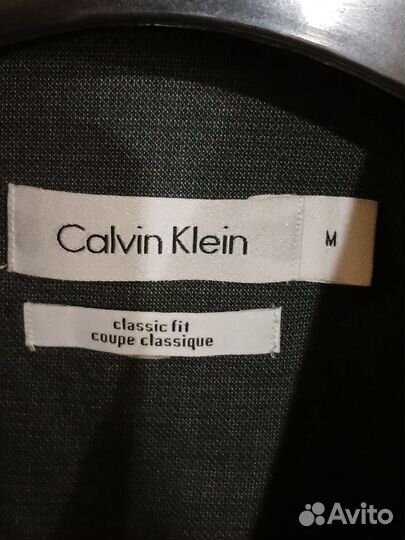 Calvin Klein
M
classic fit
coupe classique
Avito